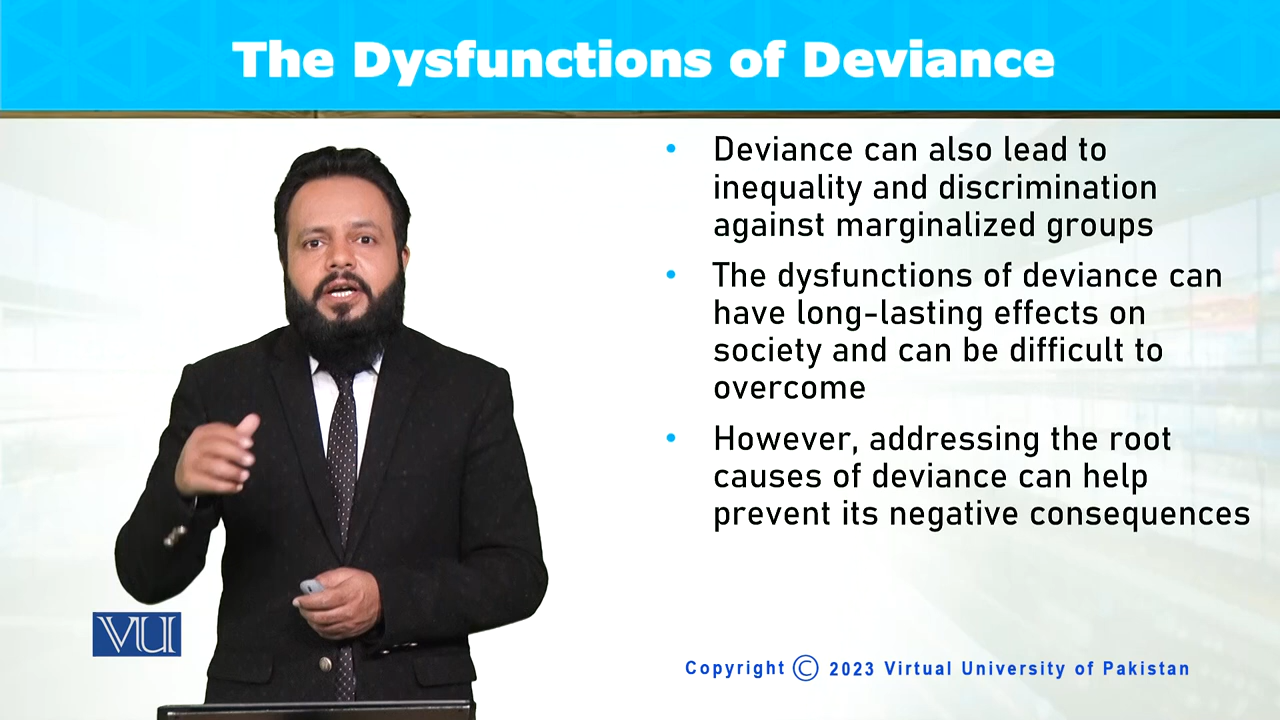 The Dysfunctions of Deviance
• Deviance can also lead to
inequality and discrimination
against marginalized groups
• The dysfunctions of deviance can
have long-lasting effects on
society and can be difficult to
overcome
• However, addressing the root
causes of deviance can help
prevent its negative consequences
VU
Copyright © 2023 Virtual University of Pakistan